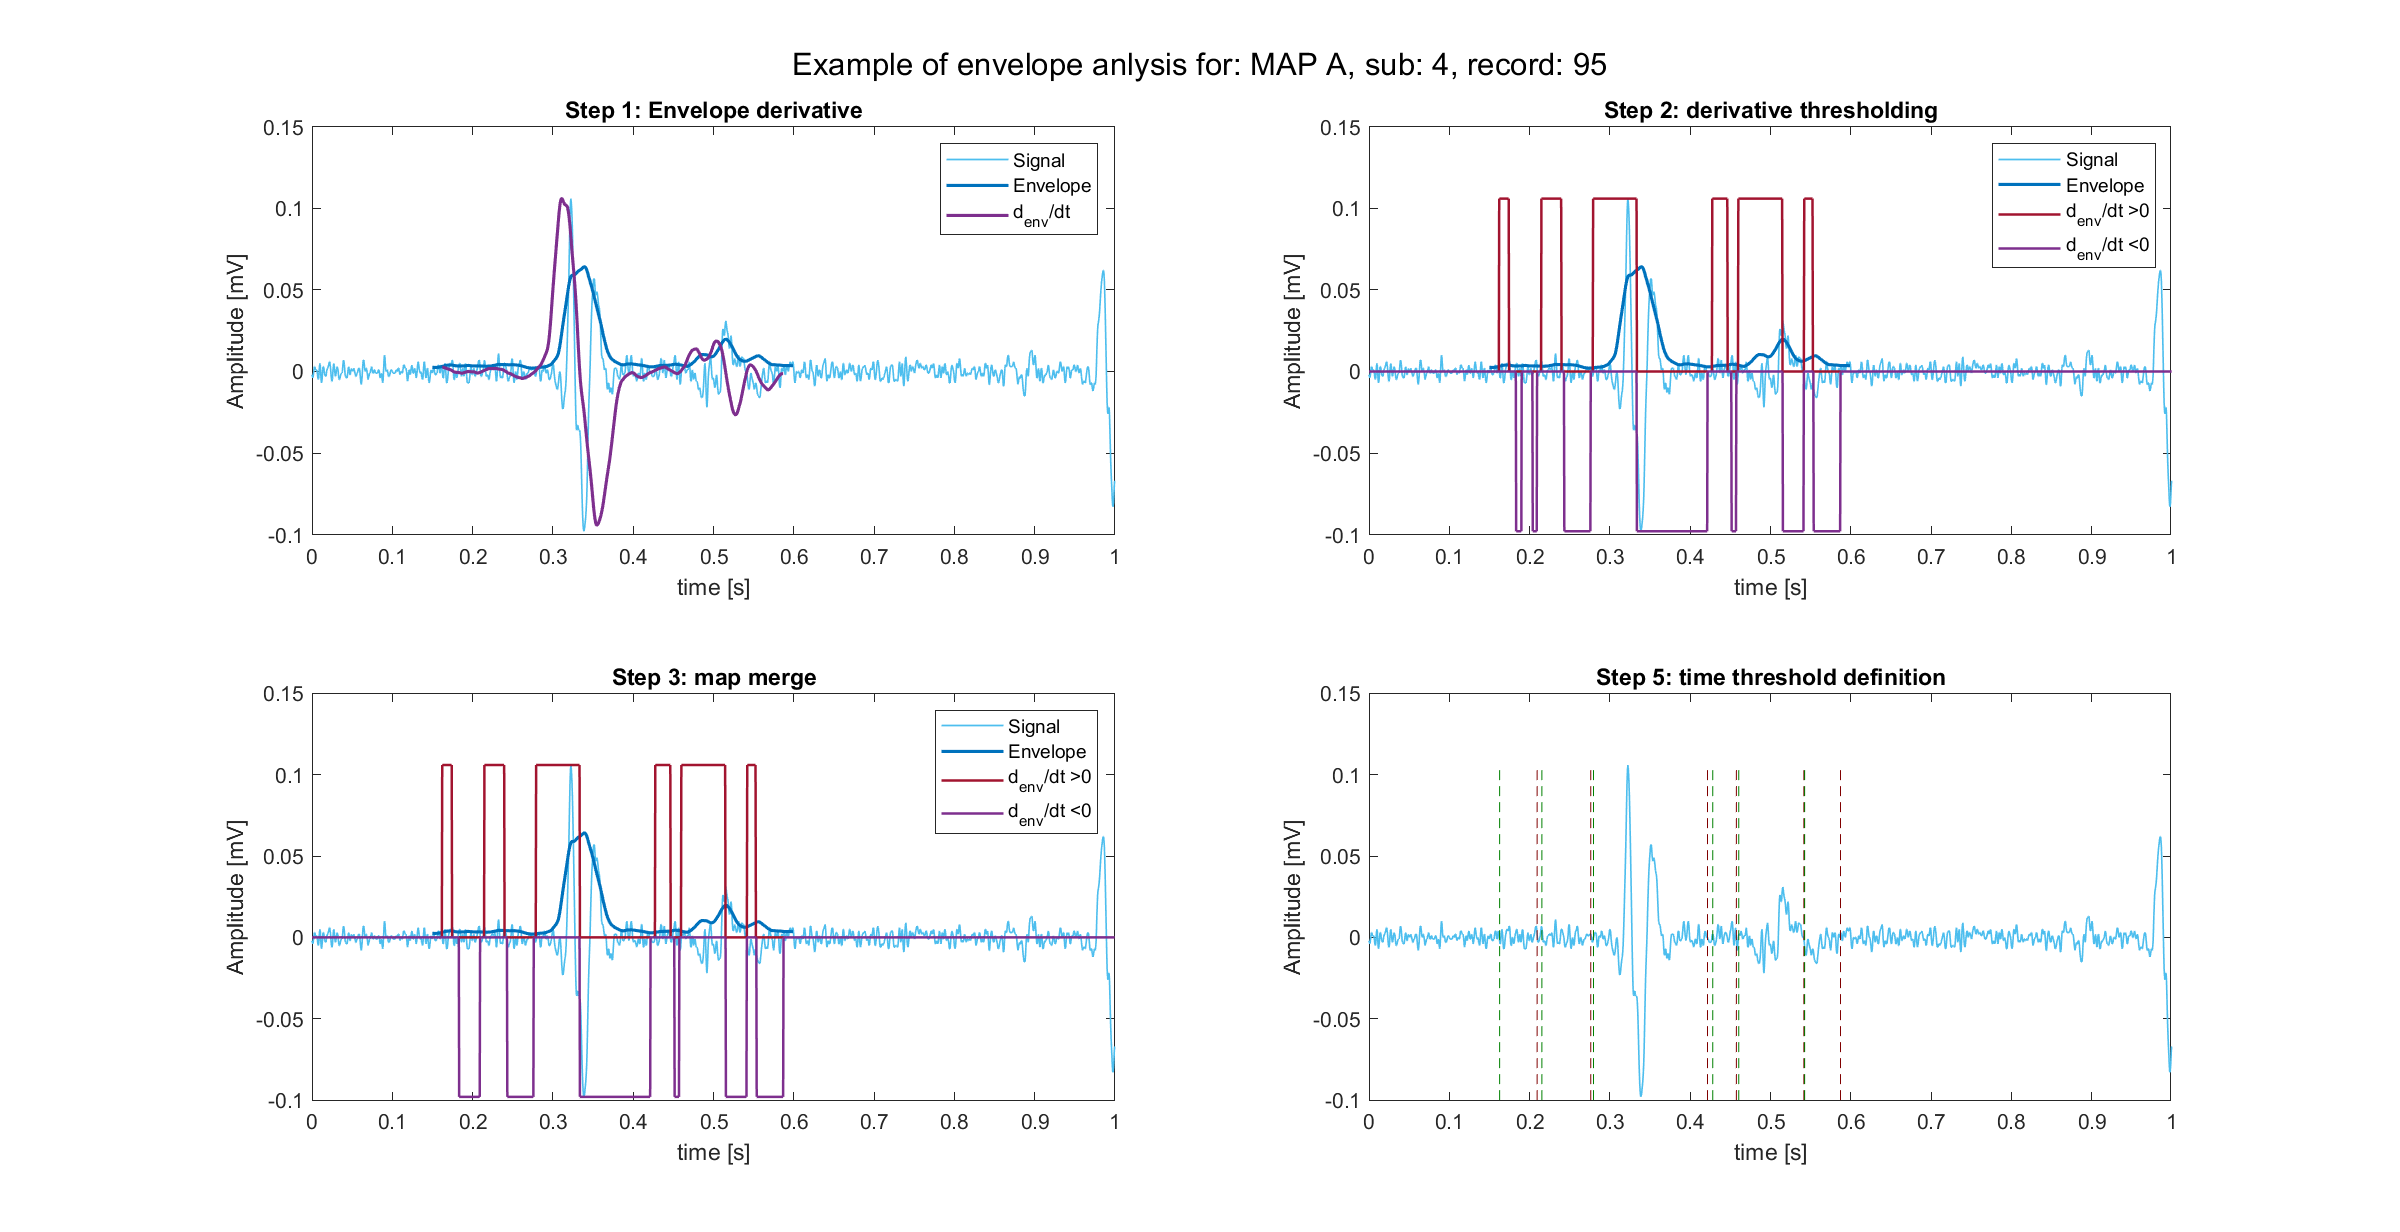 Example of envelope anlysis for: MAP A, sub: 4, record: 95
Step 1: Envelope derivative
0.15
0.1
0.05
0
-0.05
-0.1
Amplitude [mV]
Signal
Envelope
d_env/dt
0 0.1 0.2 0.3 0.4 0.5 0.6 0.7 0.8 0.9 1
time [s]
Step 2: derivative thresholding
0.15
0.1
0.05
0
-0.05
-0.1
Amplitude [mV]
Signal
Envelope
d_env/dt >0
d_env/dt <0
0 0.1 0.2 0.3 0.4 0.5 0.6 0.7 0.8 0.9 1
time [s]
Step 3: map merge
0.15
0.1
0.05
0
-0.05
-0.1
Amplitude [mV]
Signal
Envelope
d_env/dt >0
d_env/dt <0
0 0.1 0.2 0.3 0.4 0.5 0.6 0.7 0.8 0.9 1
time [s]
Step 5: time threshold definition
0.15
0.1
0.05
0
-0.05
-0.1
Amplitude [mV]
0 0.1 0.2 0.3 0.4 0.5 0.6 0.7 0.8 0.9 1
time [s]